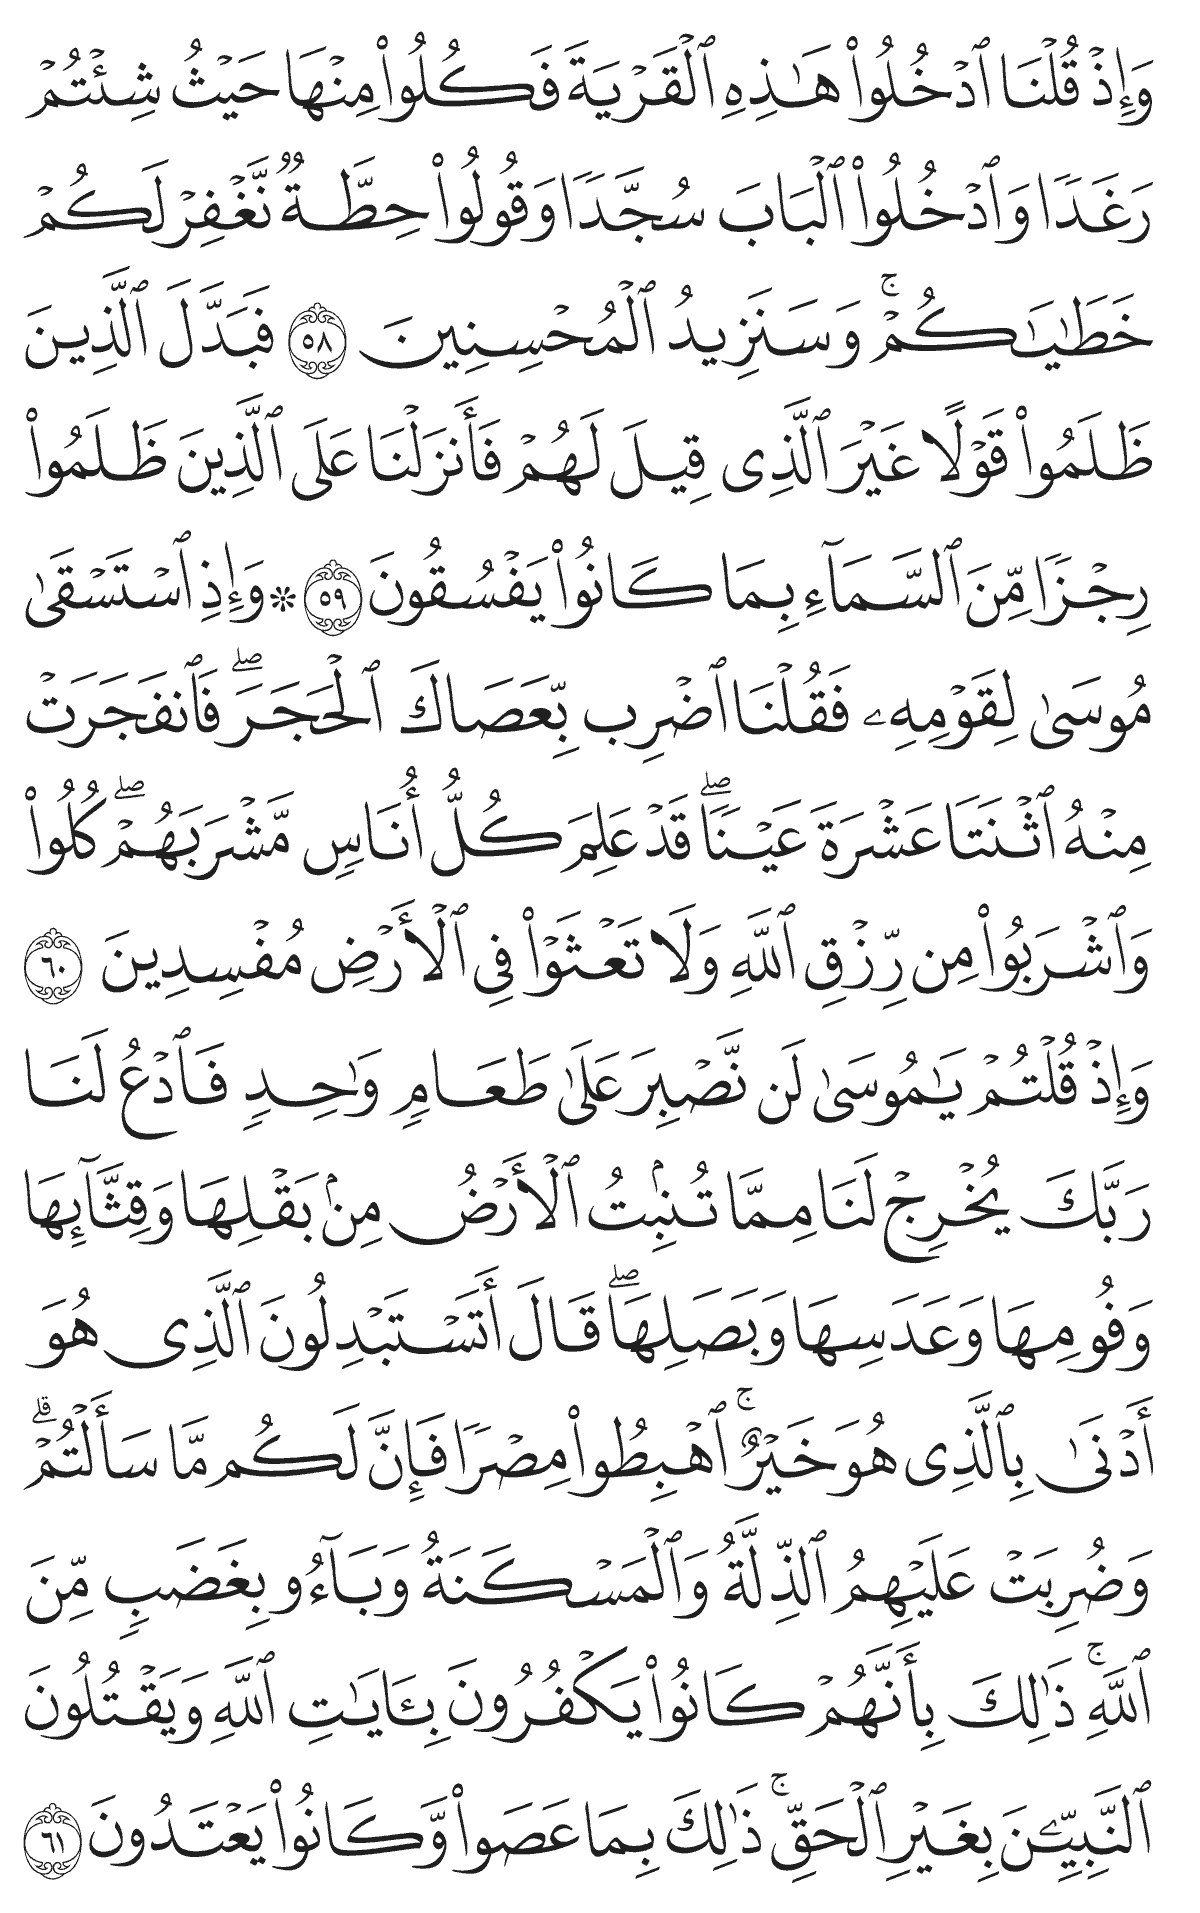 وَإِذۡ قُلۡنَا ٱدۡخُلُواْ هَٰذِهِ ٱلۡقَرۡيَةَ فَكُلُواْ مِنۡهَا حَيۡثُ شِئۡتُمۡ
رَغَدٗا وَٱدۡخُلُواْ ٱلۡبَابَ سُجَّدٗا وَقُولُواْ حِطَّةٞ نَّغۡفِرۡ لَكُمۡ
خَطَٰيَٰكُمۡۚ وَسَنَزِيدُ ٱلۡمُحۡسِنِينَ ٥٨ فَبَدَّلَ ٱلَّذِينَ
ظَلَمُواْ قَوۡلًا غَيۡرَ ٱلَّذِي قِيلَ لَهُمۡ فَأَنزَلۡنَا عَلَى ٱلَّذِينَ ظَلَمُواْ
رِجۡزٗا مِّنَ ٱلسَّمَآءِ بِمَا كَانُواْ يَفۡسُقُونَ ٥٩ ۞ وَإِذِ ٱسۡتَسۡقَىٰ
مُوسَىٰ لِقَوۡمِهِۦ فَقُلۡنَا ٱضۡرِب بِّعَصَاكَ ٱلۡحَجَرَۖ فَٱنفَجَرَتۡ
مِنۡهُ ٱثۡنَتَا عَشۡرَةَ عَيۡنٗاۖ قَدۡ عَلِمَ كُلُّ أُنَاسٖ مَّشۡرَبَهُمۡۖ كُلُواْ
وَٱشۡرَبُواْ مِن رِّزۡقِ ٱللَّهِ وَلَا تَعۡثَوۡاْ فِي ٱلۡأَرۡضِ مُفۡسِدِينَ ٦٠
وَإِذۡ قُلۡتُمۡ يَٰمُوسَىٰ لَن نَّصۡبِرَ عَلَىٰ طَعَامٖ وَٰحِدٖ فَٱدۡعُ لَنَا
رَبَّكَ يُخۡرِجۡ لَنَا مِمَّا تُنۢبِتُ ٱلۡأَرۡضُ مِنۢ بَقۡلِهَا وَقِثَّآئِهَا
وَفُومِهَا وَعَدَسِهَا وَبَصَلِهَاۖ قَالَ أَتَسۡتَبۡدِلُونَ ٱلَّذِي هُوَ
أَدۡنَىٰ بِٱلَّذِي هُوَ خَيۡرٌۚ ٱهۡبِطُواْ مِصۡرٗا فَإِنَّ لَكُم مَّا سَأَلۡتُمۡۗ
وَضُرِبَتۡ عَلَيۡهِمُ ٱلذِّلَّةُ وَٱلۡمَسۡكَنَةُ وَبَآءُو بِغَضَبٖ مِّنَ
ٱللَّهِۚ ذَٰلِكَ بِأَنَّهُمۡ كَانُواْ يَكۡفُرُونَ بِـَٔايَٰتِ ٱللَّهِ وَيَقۡتُلُونَ
ٱلنَّبِيِّـۧنَ بِغَيۡرِ ٱلۡحَقِّۚ ذَٰلِكَ بِمَا عَصَواْ وَّكَانُواْ يَعۡتَدُونَ ٦١